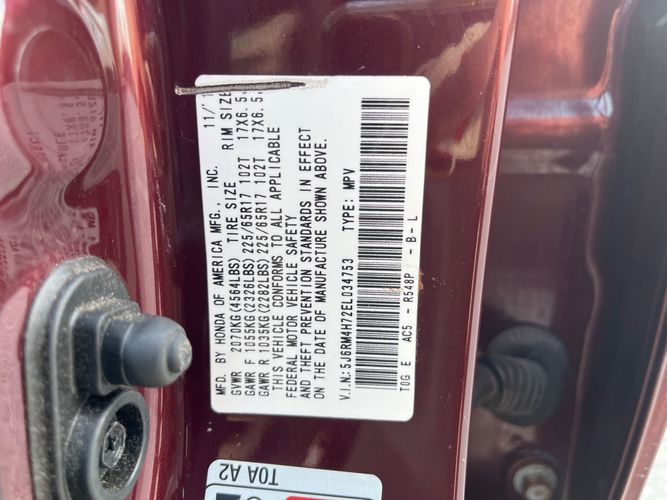 MFD. BY HONDA OF AMERICA MFG., INC. 11/
GVWR 2070KG(4564LBS) TIRE SIZE RIM SIZE
GAWR F 1055KG(2326LBS) 225/65R17 102T 17X6.5
GAWR R 1035KG(2282LBS) 225/65R17 102T 17X6.5
THIS VEHICLE CONFORMS TO ALL APPLICABLE
FEDERAL MOTOR VEHICLE SAFETY
AND THEFT PREVENTION STANDARDS IN EFFECT
ON THE DATE OF MANUFACTURE SHOWN ABOVE.
V.I.N: 5J6RM4H72EL034753 TYPE: MPV
T0G E AC5 - R548P - B - L
T0A A2